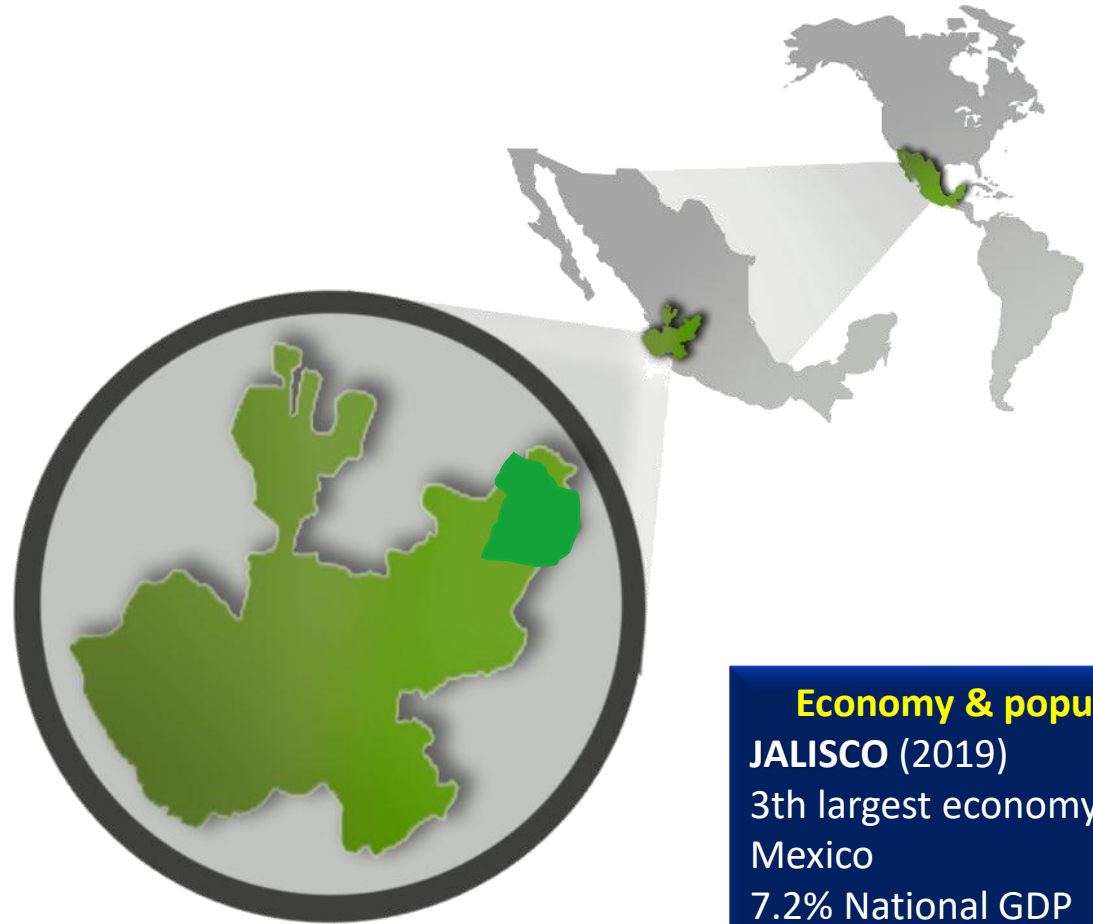 Economy & popu
JALISCO (2019)
3th largest economy
Mexico
7.2% National GDP